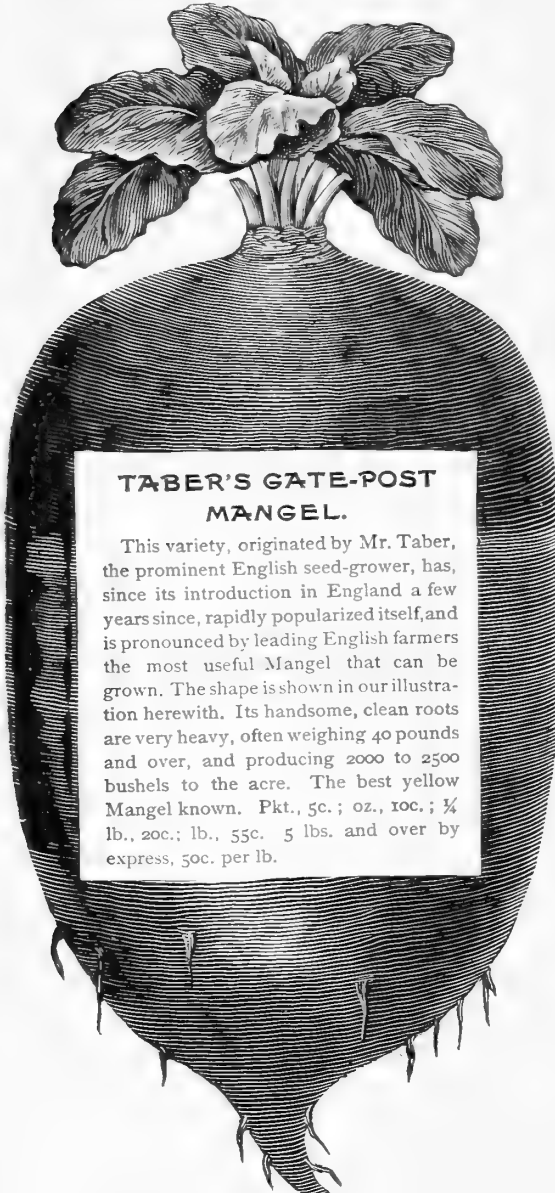 TABER'S GATE-POST
MANGEL.
This variety, originated by Mr. Taber,
the prominent English seed-grower, has,
since its introduction in England a few
years since, rapidly popularized itself, and
is pronounced by leading English farmers
the most useful Mangel that can be
grown. The shape is shown in our illustra-
tion herewith. Its handsome, clean roots
are very heavy, often weighing 40 pounds
and over, and producing 2000 to 2500
bushels to the acre. The best yellow
Mangel known. Pkt., 5c.; oz., 10c.; ¼
lb., 20c.; lb., 55c. 5 lbs. and over by
express, 50c. per lb.